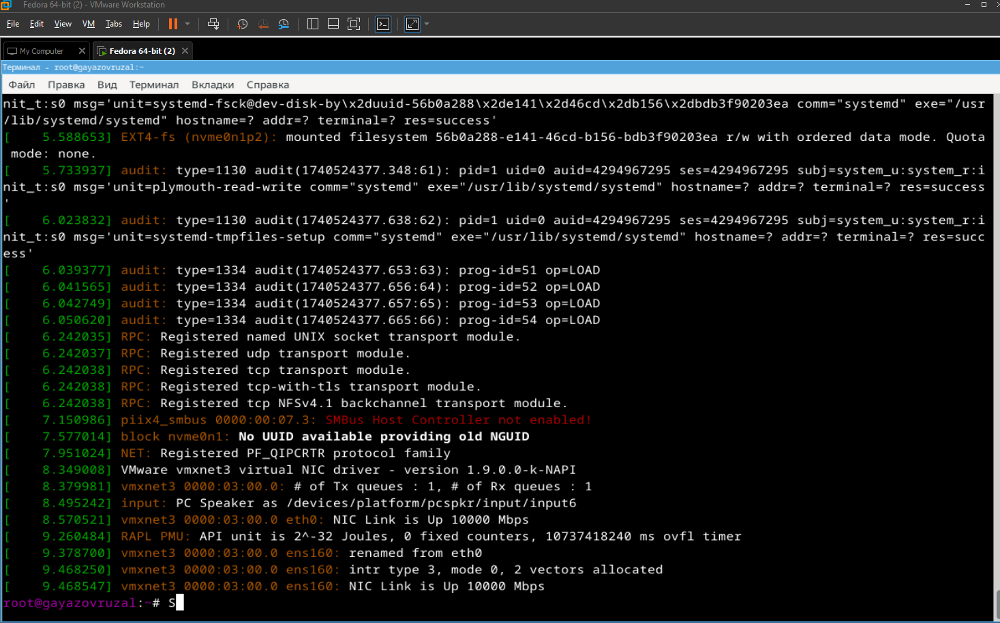 Fedora 64-bit (2) - VMware Workstation
File Edit View VM Tabs Help
My Computer
Fedora 64-bit (2)
Терминал - root@gayazovruzal:~
Файл Правка Вид Терминал Вкладки Справка
nit_t:s0 msg='unit=systemd-fsck@dev-disk-by\x2duuid-56b0a288\x2de141\x2d46cd\x2db156\x2dbdb3f90203ea comm="systemd" exe="/usr
/lib/systemd/systemd" hostname=? addr=? terminal=? res=success'
[    5.588653] EXT4-fs (nvme0n1p2): mounted filesystem 56b0a288-e141-46cd-b156-bdb3f90203ea r/w with ordered data mode. Quota
 mode: none.
[    5.733937] audit: type=1130 audit(1740524377.348:61): pid=1 uid=0 auid=4294967295 ses=4294967295 subj=system_u:system_r:i
nit_t:s0 msg='unit=plymouth-read-write comm="systemd" exe="/usr/lib/systemd/systemd" hostname=? addr=? terminal=? res=success
'
[    6.023832] audit: type=1130 audit(1740524377.638:62): pid=1 uid=0 auid=4294967295 ses=4294967295 subj=system_u:system_r:i
nit_t:s0 msg='unit=systemd-tmpfiles-setup comm="systemd" exe="/usr/lib/systemd/systemd" hostname=? addr=? terminal=? res=succ
ess'
[    6.039377] audit: type=1334 audit(1740524377.653:63): prog-id=51 op=LOAD
[    6.041565] audit: type=1334 audit(1740524377.656:64): prog-id=52 op=LOAD
[    6.042749] audit: type=1334 audit(1740524377.657:65): prog-id=53 op=LOAD
[    6.050620] audit: type=1334 audit(1740524377.665:66): prog-id=54 op=LOAD
[    6.242035] RPC: Registered named UNIX socket transport module.
[    6.242037] RPC: Registered udp transport module.
[    6.242038] RPC: Registered tcp transport module.
[    6.242038] RPC: Registered tcp-with-tls transport module.
[    6.242038] RPC: Registered tcp NFSv4.1 backchannel transport module.
[    7.150986] piix4_smbus 0000:00:07.3: SMBus Host Controller not enabled!
[    7.577014] block nvme0n1: No UUID available providing old NGUID
[    7.951024] NET: Registered PF_QIPCRTR protocol family
[    8.349008] VMware vmxnet3 virtual NIC driver - version 1.9.0.0-k-NAPI
[    8.379981] vmxnet3 0000:03:00.0: # of Tx queues : 1, # of Rx queues : 1
[    8.495242] input: PC Speaker as /devices/platform/pcspkr/input/input6
[    8.570521] vmxnet3 0000:03:00.0 eth0: NIC Link is Up 10000 Mbps
[    9.260484] RAPL PMU: API unit is 2^-32 Joules, 0 fixed counters, 10737418240 ms ovfl timer
[    9.378700] vmxnet3 0000:03:00.0 ens160: renamed from eth0
[    9.468250] vmxnet3 0000:03:00.0 ens160: intr type 3, mode 0, 2 vectors allocated
[    9.468547] vmxnet3 0000:03:00.0 ens160: NIC Link is Up 10000 Mbps
root@gayazovruzal:~# S